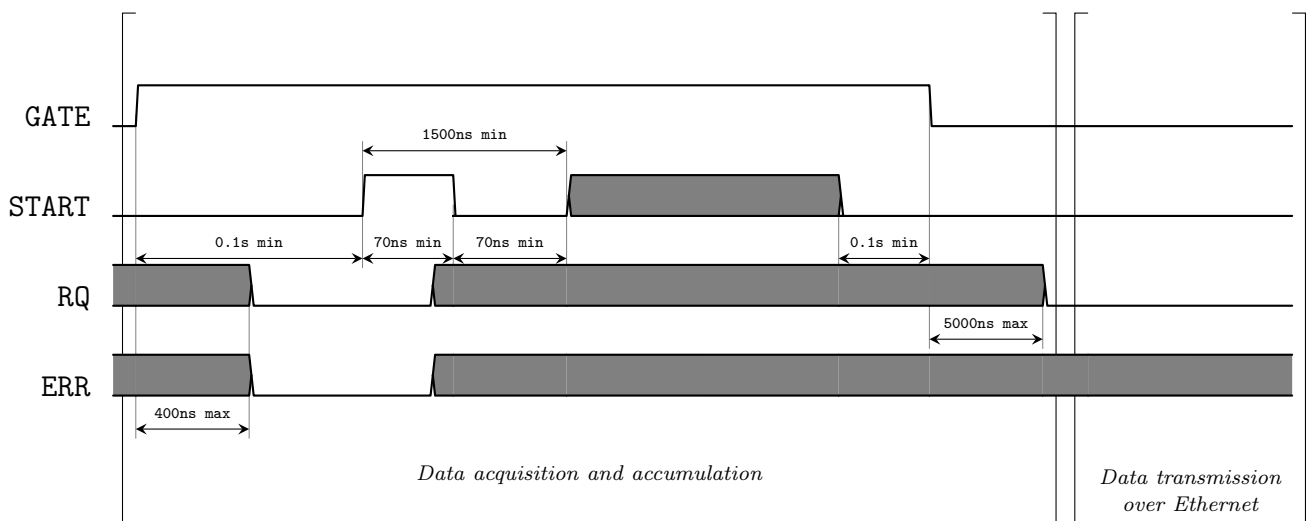 GATE
1500ns min
START
0.1s min
70ns min
70ns min
0.1s min
RQ
5000ns max
ERR
400ns max
Data acquisition and accumulation
Data transmission
over Ethernet